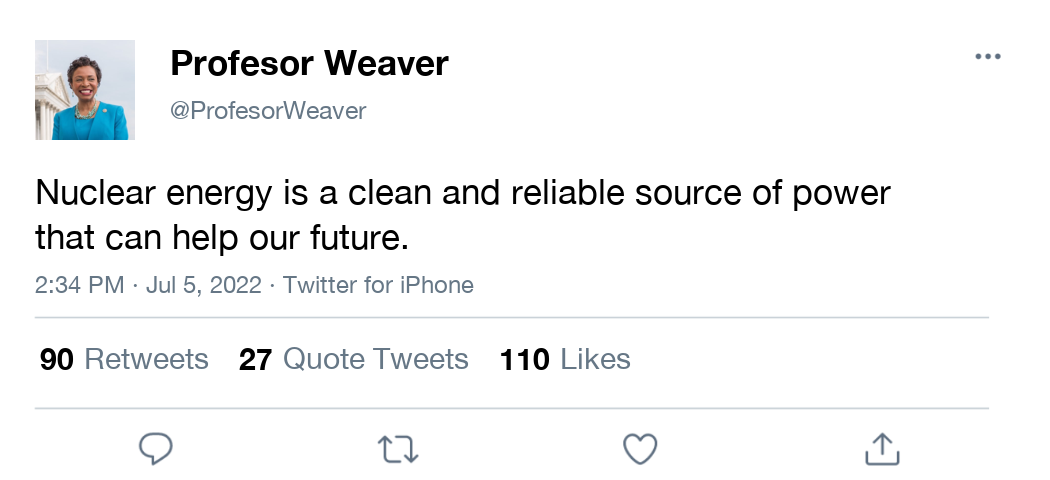 Profesor Weaver
@ProfesorWeaver
Nuclear energy is a clean and reliable source of power
that can help our future.
2:34 PM · Jul 5, 2022 · Twitter for iPhone
90 Retweets 27 Quote Tweets 110 Likes